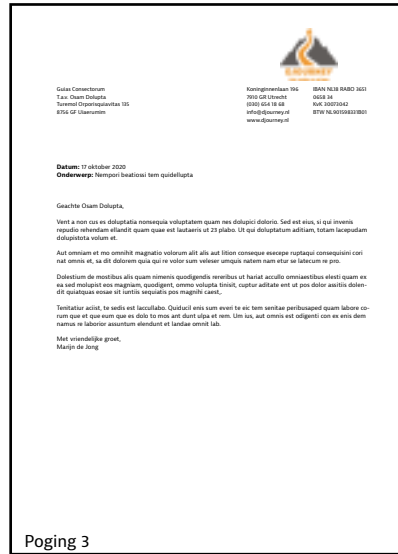 DJOURNEY
Guias Consectorum
T.a.v. Osam Dolupta
Turemol Orporisquiavitas 135
8756 GF Uiaerumim
Koninginnenlaan 196
7910 GR Utrecht
(030) 654 18 68
info@djourney.nl
www.djourney.nl
IBAN NL18 RABO 3651
0658 34
KvK 30073042
BTW NL901598331B01
Datum: 17 oktober 2020
Onderwerp: Nempori beatiossi tem quidellupta
Geachte Osam Dolupta,
Vent a non cus es doluptatia nonsequia voluptatem quam nes dolupici dolorio. Sed est eius, si qui invenis
repudio rehendam ellandit quam quae est lautaeris ut 23 plabo. Ut qui doluptatum aditiam, totam lacepudam
dolupistota volum et.
Aut omniam et mo omnihit magnatio volorum alit alis aut lition conseque esecepe ruptaqui consequisini cori
nat omnis et, sa dit dolorem quia qui re volor sum veleser umquis natem nam etur se latecum re pro.
Dolestium de mostibus alis quam nimenis quodigendis rereribus ut hariat accullo omniaestibus elesti quam ex
ea sed molupist eos magniam, quodigent, ommo volupta tinisit, cuptur aditate ent ut pos dolor assitiis dolen-
dit quiatquas eosae sit iuntiis sequiatis pos magnihi caest,.
Tenitatiur aciist, te sedis est laccullabo. Quiducil enis sum everi te eic tem senitae peribusaped quam labore co-
rum que et que eum que es dolo to mos ant dunt ulpa et rem. Um ius, aut omnis est odigenti con ex enis dem
namus re laborior assuntum elendunt et landae omnit lab.
Met vriendelijke groet,
Marijn de Jong
Poging 3